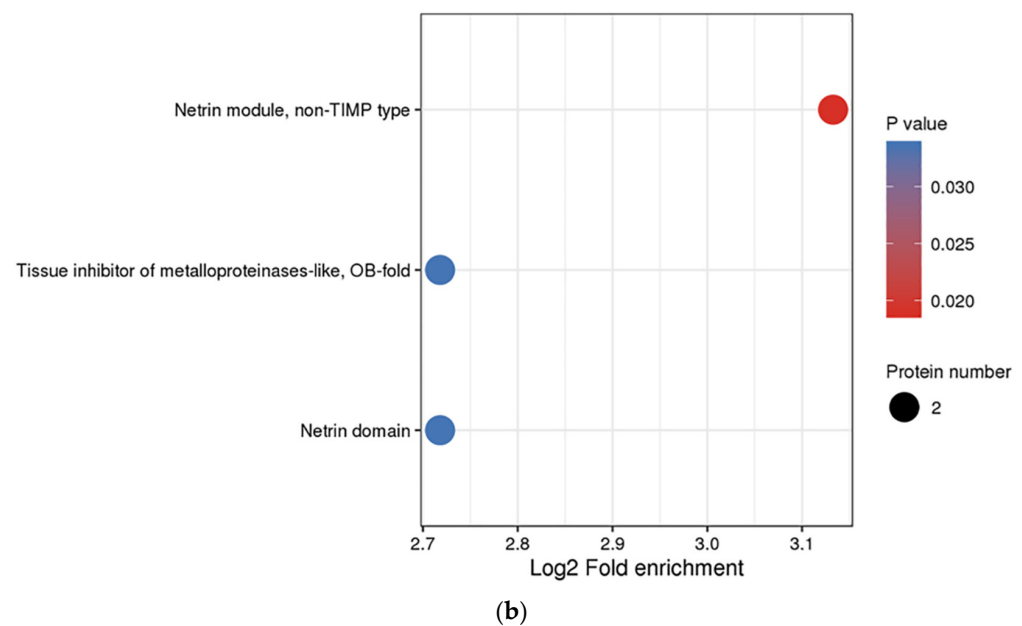 Netrin module, non-TIMP type
Tissue inhibitor of metalloproteinases-like, OB-fold
Netrin domain
2.7 2.8 2.9 3.0 3.1
Log2 Fold enrichment
P value
0.030
0.025
0.020
Protein number
2
(b)